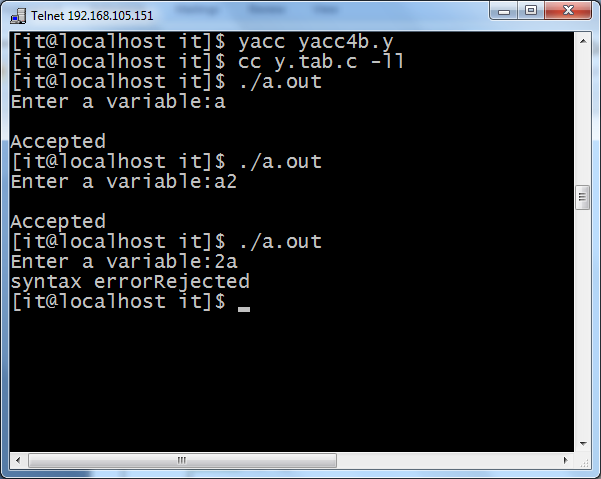 Telnet 192.168.105.151
[it@localhost it]$ yacc yacc4b.y
[it@localhost it]$ cc y.tab.c -ll
[it@localhost it]$ ./a.out
Enter a variable:a
Accepted
[it@localhost it]$ ./a.out
Enter a variable:a2
Accepted
[it@localhost it]$ ./a.out
Enter a variable:2a
syntax errorRejected
[it@localhost it]$